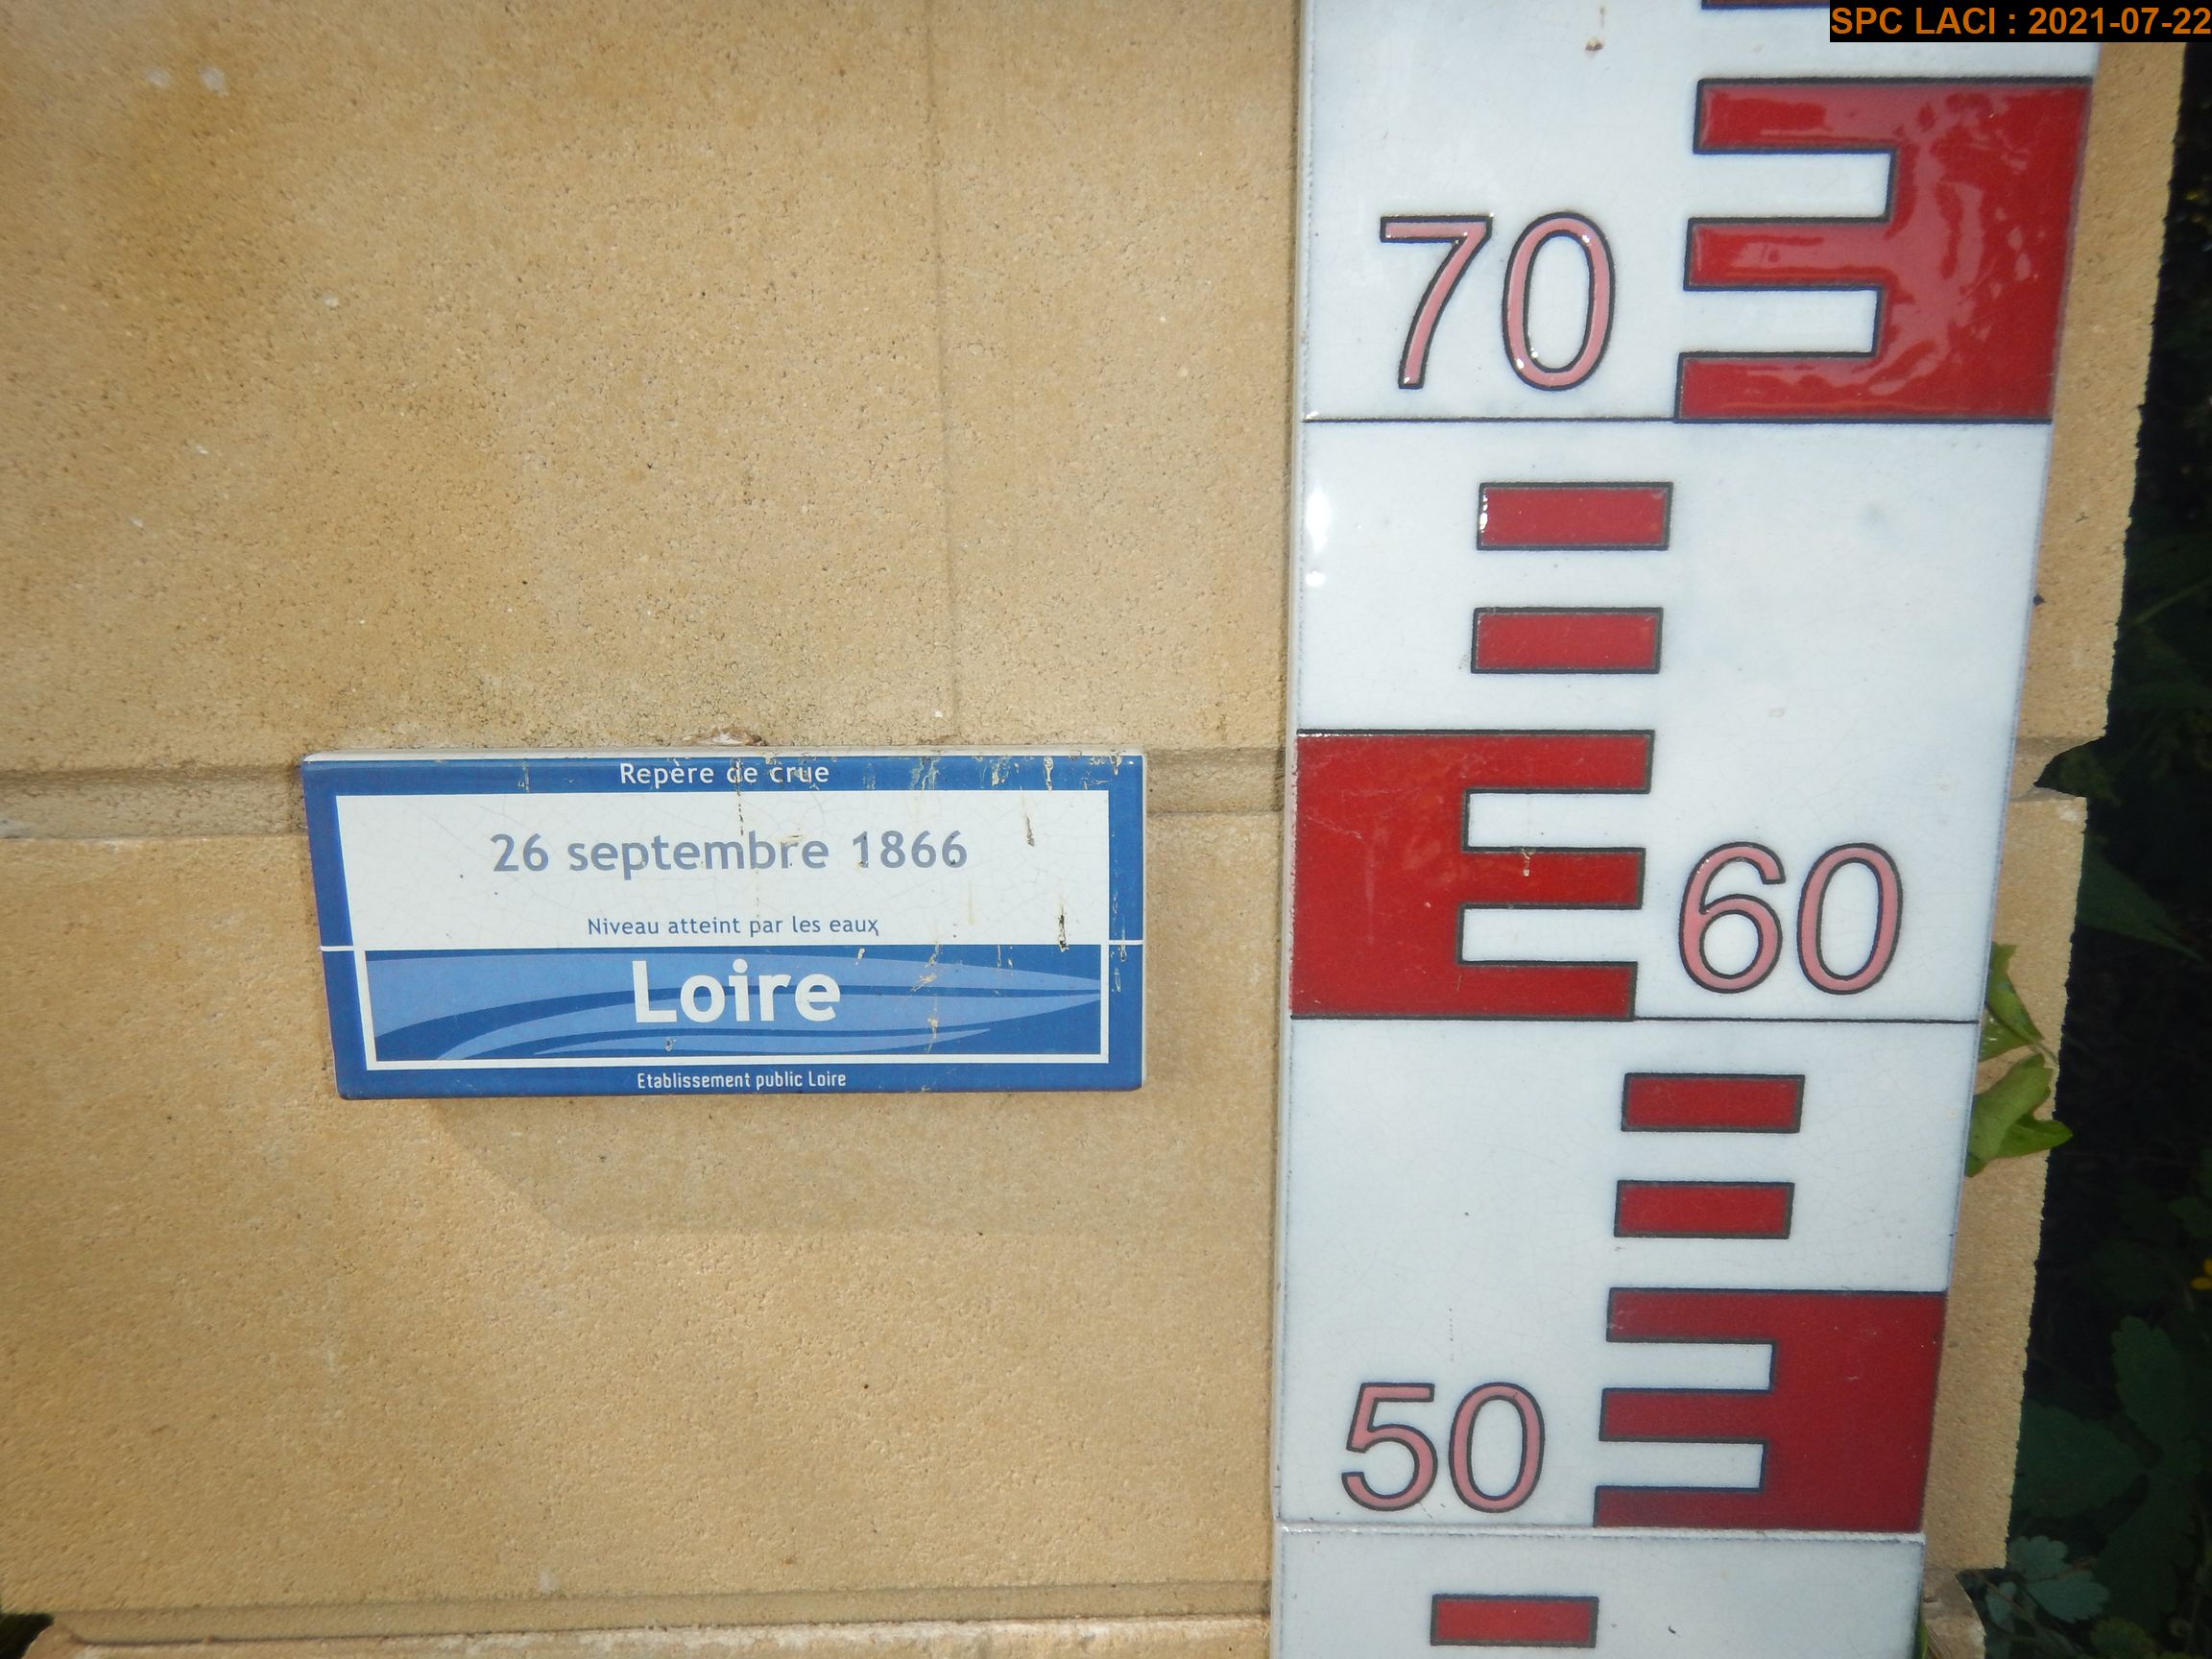 SPC LACI : 2021-07-22
70
Repère de crue
26 septembre 1866
Niveau atteint par les eaux
Loire
Etablissement public Loire
60
50